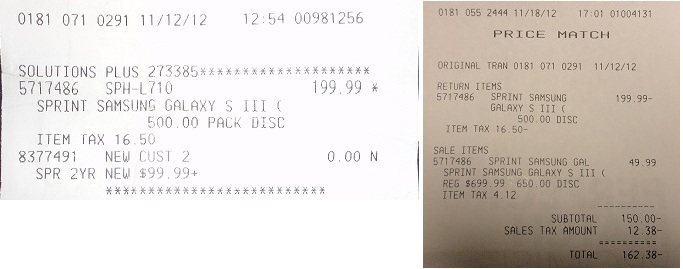 0181 071 0291 11/12/12 12:54 00981256
SOLUTIONS PLUS 273385********************
5717486 SPH-L710 199.99 *
SPRINT SAMSUNG GALAXY S III (
500.00 PACK DISC
ITEM TAX 16.50
8377491 NEW CUST 2 0.00 N
SPR 2YR NEW $99.99+
**************************
0181 055 2444 11/18/12 17:01 01004131
PRICE MATCH
ORIGINAL TRAN 0181 071 0291 11/12/12
RETURN ITEMS
5717486 SPRINT SAMSUNG 199.99-
GALAXY S III (
500.00 DISC
ITEM TAX 16.50-
SALE ITEMS
5717486 SPRINT SAMSUNG GAL 49.99
SPRINT SAMSUNG GALAXY S III (
REG $699.99 650.00 DISC
ITEM TAX 4.12
----------
SUBTOTAL 150.00-
SALES TAX AMOUNT 12.38-
==========
TOTAL 162.38-